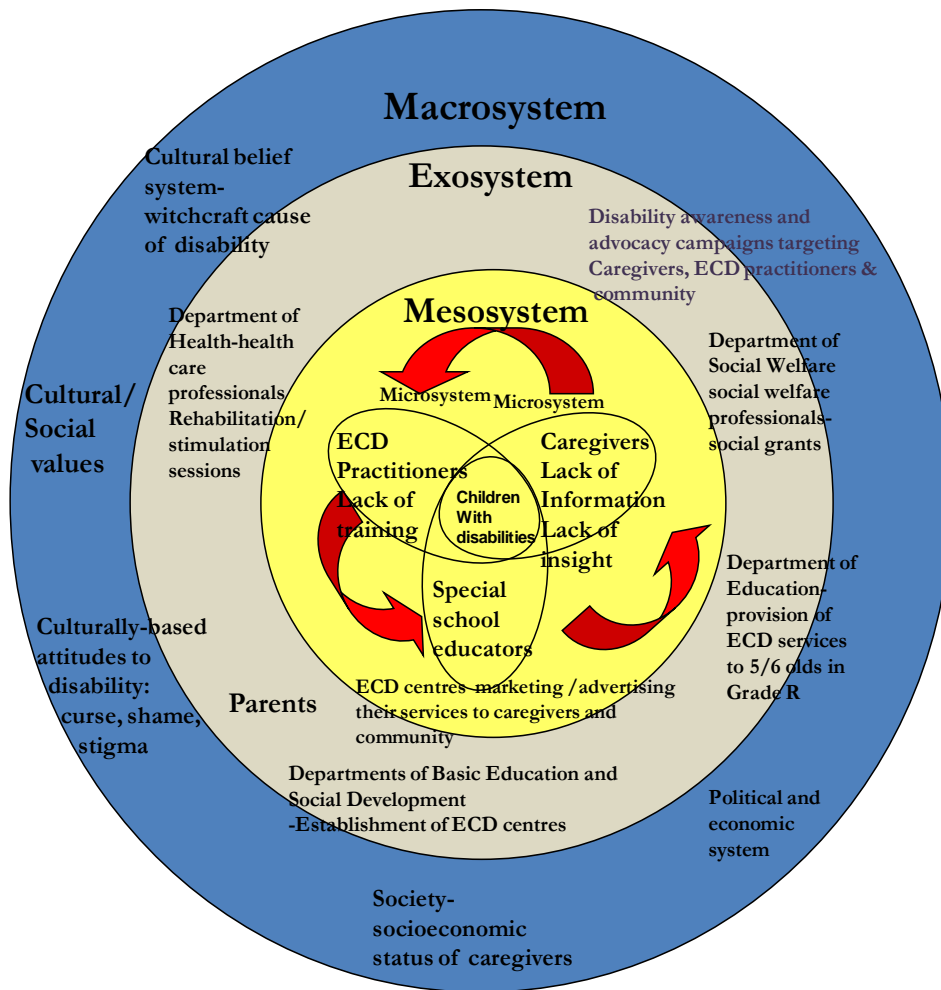 Macrosystem
Cultural belief
system-
witchcraft cause
of disability
Exosystem
Disability awareness and
advocacy campaigns targeting
Caregivers, ECD practitioners &
community
Mesosystem
Department of
Health-health
care
professionals
Rehabilitation/
stimulation
sessions
Department of
Social Welfare
social welfare
professionals-
social grants
Cultural/
Social
values
Microsystem
Microsystem
ECD
Practitioners
Lack of
training
Caregivers
Lack of
Information
Lack of
insight
Children
With
disabilities
Special
school
educators
Department of
Education-
provision of
ECD services
to 5/6 olds in
Grade R
Culturally-based
attitudes to
disability:
curse, shame,
stigma
Parents
ECD centres-marketing /advertising
their services to caregivers and
community
Departments of Basic Education and
Social Development
-Establishment of ECD centres
Political and
economic
system
Society-
socioeconomic
status of caregivers